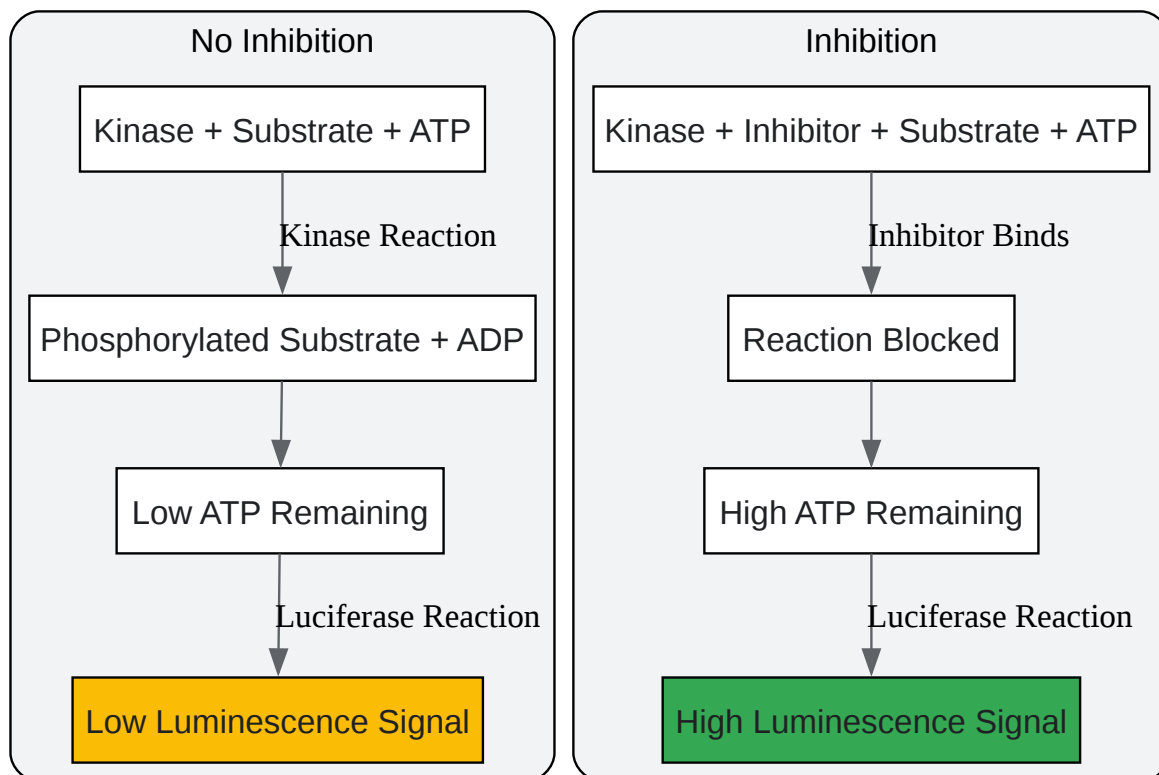 No Inhibition
Kinase + Substrate + ATP
Kinase Reaction
Phosphorylated Substrate + ADP
Low ATP Remaining
Luciferase Reaction
Low Luminescence Signal
Inhibition
Kinase + Inhibitor + Substrate + ATP
Inhibitor Binds
Reaction Blocked
High ATP Remaining
Luciferase Reaction
High Luminescence Signal